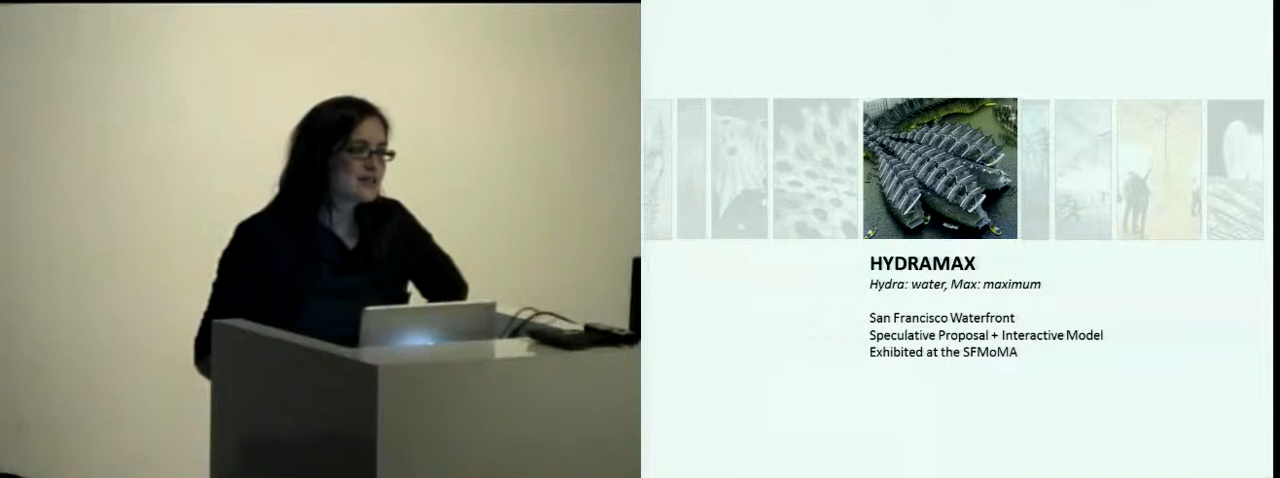 HYDRAMAX
Hydra: water, Max: maximum
San Francisco Waterfront
Speculative Proposal + Interactive Model
Exhibited at the SFMoMA